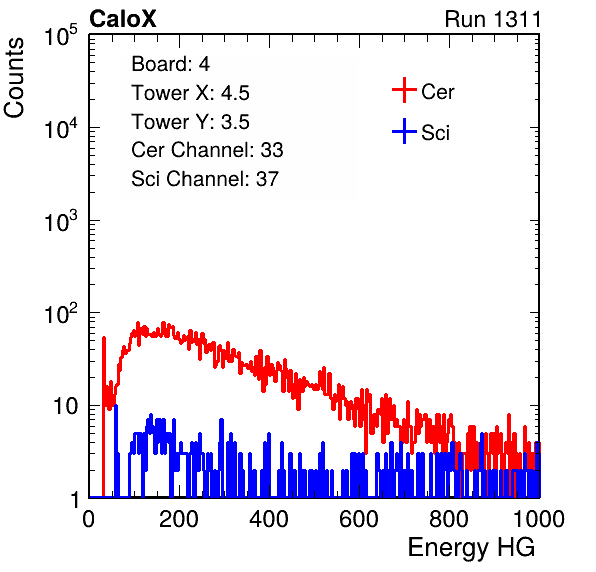 CaloX Run 1311
Counts
Board: 4
Tower X: 4.5
Tower Y: 3.5
Cer Channel: 33
Sci Channel: 37
Cer
Sci
10^5
10^4
10^3
10^2
10
1
0 200 400 600 800 1000
Energy HG